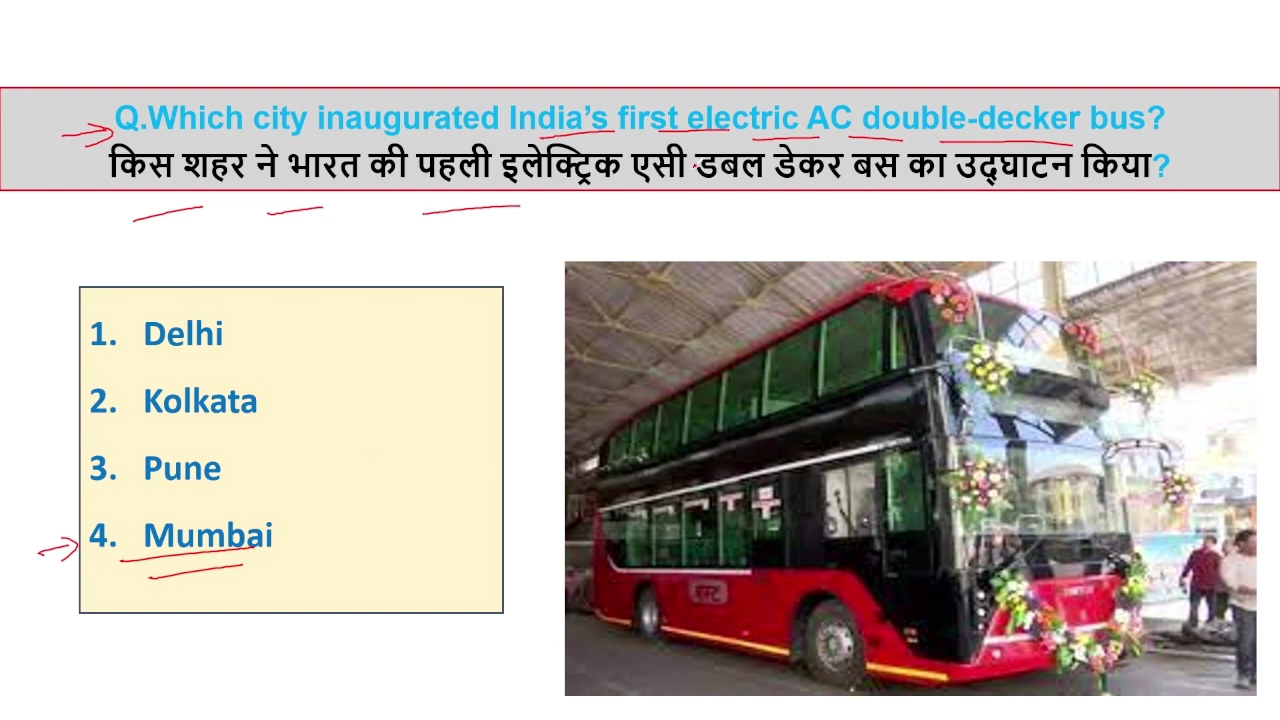 Q.Which city inaugurated India's first electric AC double-decker bus?
किस शहर ने भारत की पहली इलेक्ट्रिक एसी डबल डेकर बस का उद्घाटन किया?
1. Delhi
2. Kolkata
3. Pune
4. Mumbai